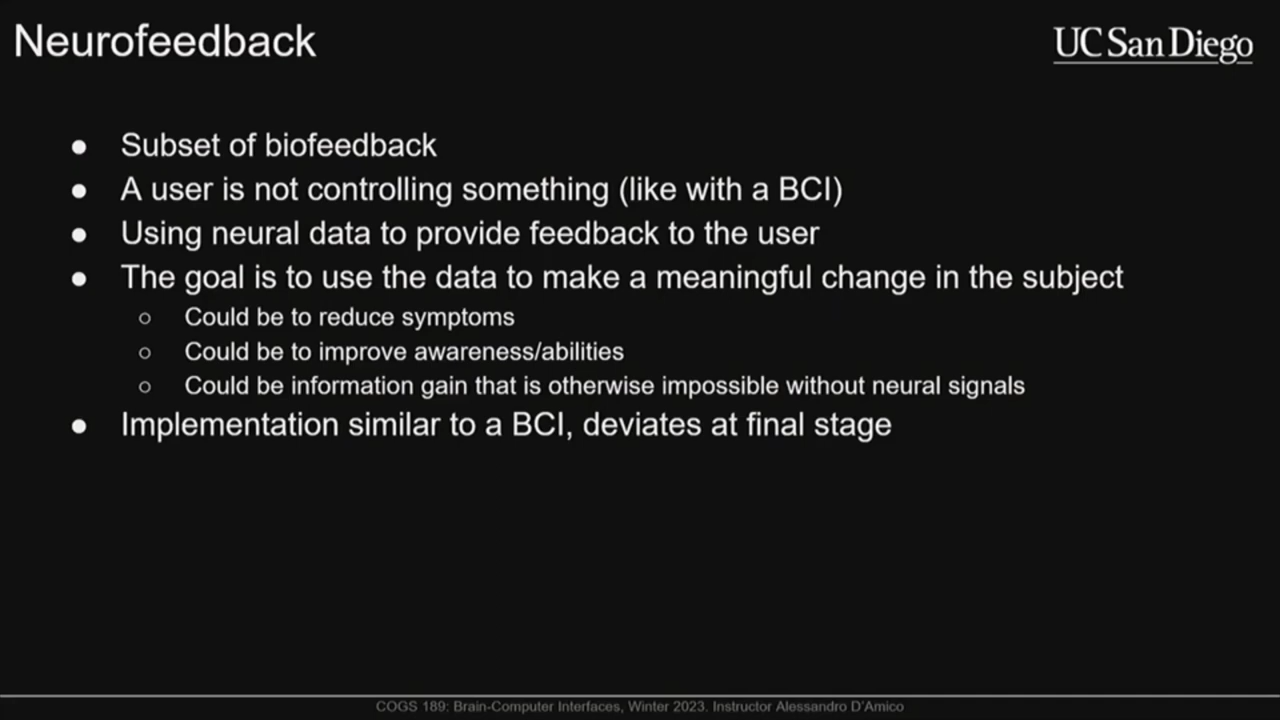 Neurofeedback
UC San Diego
● Subset of biofeedback
● A user is not controlling something (like with a BCI)
● Using neural data to provide feedback to the user
● The goal is to use the data to make a meaningful change in the subject
○ Could be to reduce symptoms
○ Could be to improve awareness/abilities
○ Could be information gain that is otherwise impossible without neural signals
● Implementation similar to a BCI, deviates at final stage
COGS 189: Brain-Computer Interfaces, Winter 2023. Instructor Alessandro D'Amico